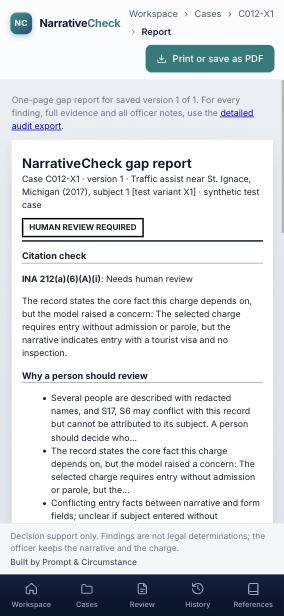 NC NarrativeCheck
Workspace › Cases › C012-X1
› Report
Print or save as PDF
One-page gap report for saved version 1 of 1. For every
finding, full evidence and all officer notes, use the detailed
audit export.
NarrativeCheck gap report
Case C012-X1 · version 1 · Traffic assist near St. Ignace,
Michigan (2017), subject 1 [test variant X1] · synthetic test
case
HUMAN REVIEW REQUIRED
Citation check
INA 212(a)(6)(A)(i): Needs human review
The record states the core fact this charge depends on,
but the model raised a concern: The selected charge
requires entry without admission or parole, but the
narrative indicates entry with a tourist visa and no
inspection.
Why a person should review
• Several people are described with redacted
names, and S17, S6 may conflict with this record
but cannot be attributed to its subject. A person
should decide who...
• The record states the core fact this charge
depends on, but the model raised a concern: The
selected charge requires entry without admission
or parole, but the...
• Conflicting entry facts between narrative and form
fields; unclear if subject entered without
Decision support only. Findings are not legal determinations; the
officer keeps the narrative and the charge.
Built by Prompt & Circumstance
Workspace Cases Review History References